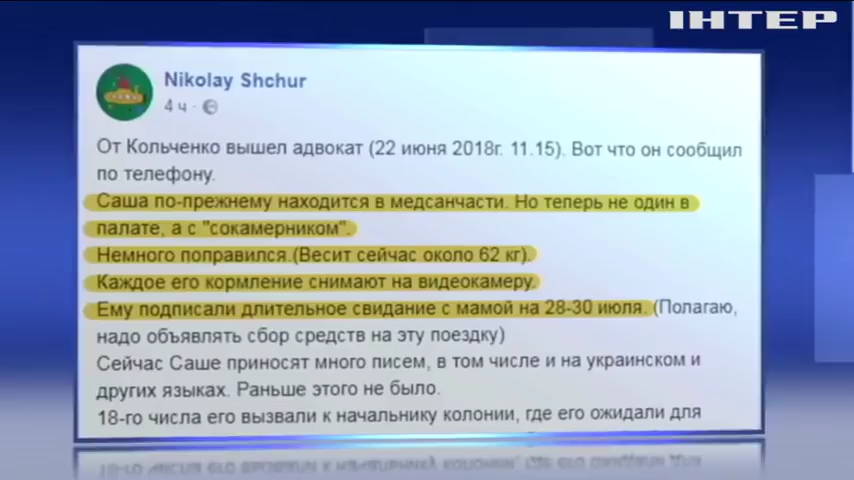 ІНТЕР
Nikolay Shchur
4 ч ·
От Кольченко вышел адвокат (22 июня 2018г. 11.15). Вот что он сообщил
по телефону.
Саша по-прежнему находится в медсанчасти. Но теперь не один в
палате, а с "сокамерником".
Немного поправился.(Весит сейчас около 62 кг).
Каждое его кормление снимают на видеокамеру.
Ему подписали длительное свидание с мамой на 28-30 июля. (Полагаю,
надо объявлять сбор средств на эту поездку)
Сейчас Саше приносят много писем, в том числе и на украинском и
других языках. Раньше этого не было.
18-го числа его вызвали к начальнику колонии, где его ожидали для